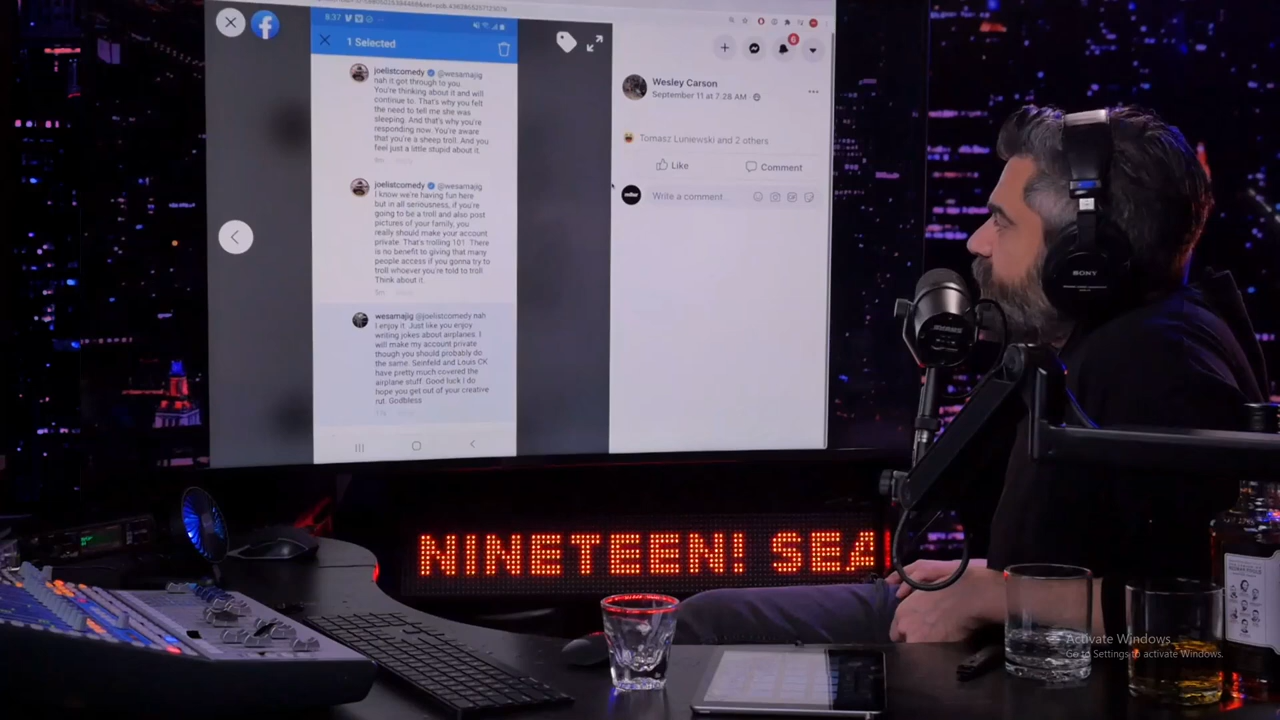 8:37
1 Selected
joelistcomedy @wesamajig
nah it got through to you.
You're thinking about it and will
continue to. That's why you felt
the need to tell me she was
sleeping. And that's why you're
responding now. You're aware
that you're a sheep troll. And you
feel just a little stupid about it.
joelistcomedy @wesamajig
I know we're having fun here
but in all seriousness, if you're
going to be a troll and also post
pictures of your family, you
really should make your account
private. That's trolling 101. There
is no benefit to giving that many
people access if you gonna try to
troll whoever you're told to troll
Think about it.
wesamajig @joelistcomedy nah
I enjoy it. Just like you enjoy
writing jokes about airplanes. I
will make my account private
though you should probably do
the same. Seinfeld and Louis CK
have pretty much covered the
airplane stuff. Good luck I do
hope you get out of your creative
rut. Godbless
6
Wesley Carson
September 11 at 7:28 AM
Tomasz Luniewski and 2 others
Like
Comment
Write a comment
SONY
NINETEEN! SEA
Activate Windows
Go to Settings to activate Windows.